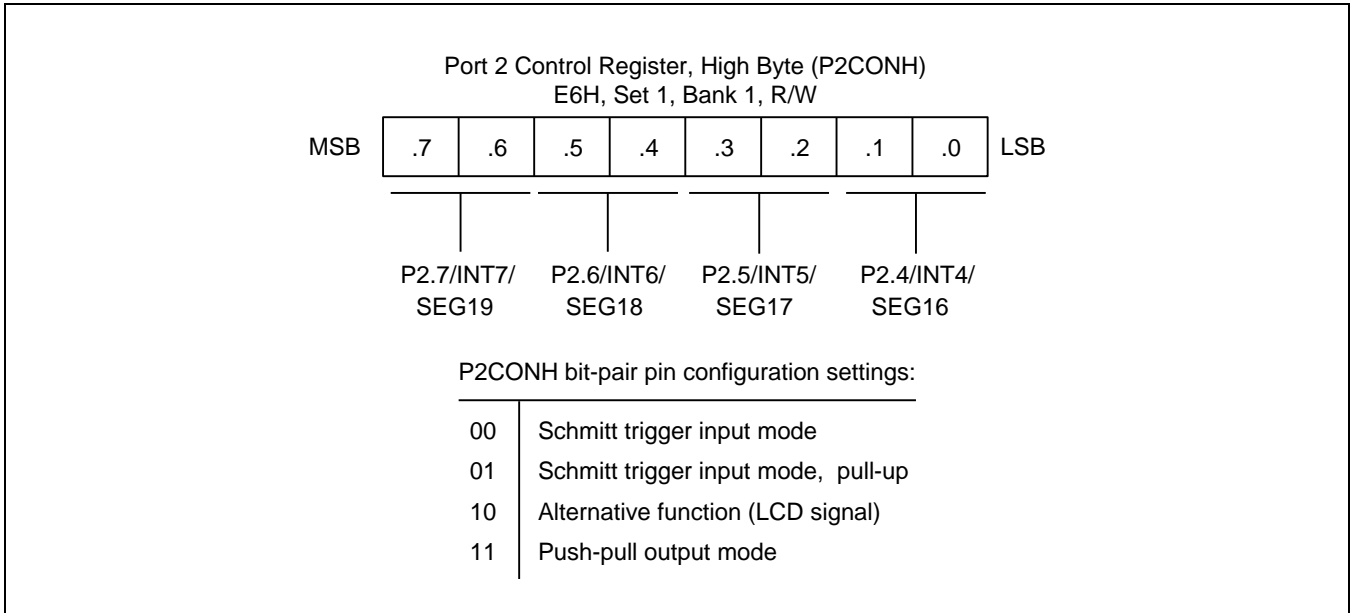 Port 2 Control Register, High Byte (P2CONH)
E6H, Set 1, Bank 1, R/W
MSB .7 .6 .5 .4 .3 .2 .1 .0 LSB
P2.7/INT7/ P2.6/INT6/ P2.5/INT5/ P2.4/INT4/
SEG19 SEG18 SEG17 SEG16
P2CONH bit-pair pin configuration settings:
00 Schmitt trigger input mode
01 Schmitt trigger input mode, pull-up
10 Alternative function (LCD signal)
11 Push-pull output mode